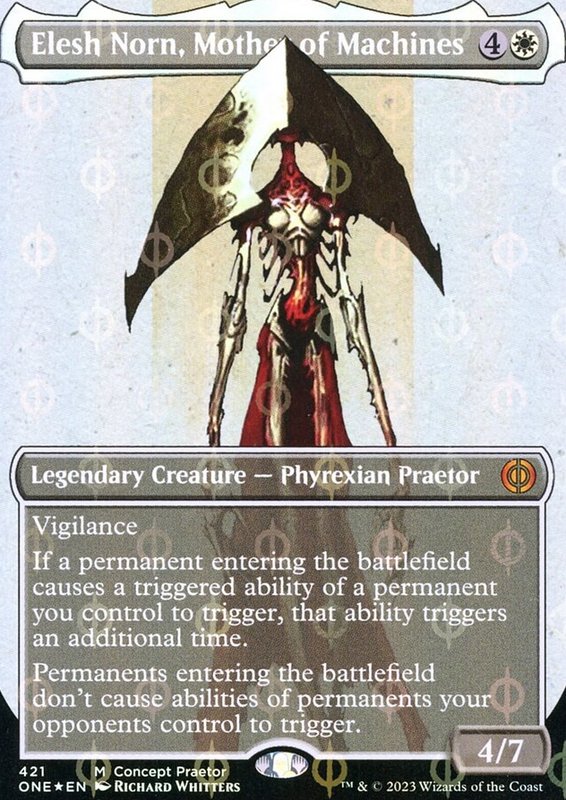 Elesh Norn, Mother of Machines 4
Legendary Creature — Phyrexian Praetor
Vigilance
If a permanent entering the battlefield
causes a triggered ability of a permanent
you control to trigger, that ability triggers
an additional time.
Permanents entering the battlefield
don't cause abilities of permanents your
opponents control to trigger.
4/7
421 M Concept Praetor
ONE★EN Richard Whitters ™ & © 2023 Wizards of the Coast